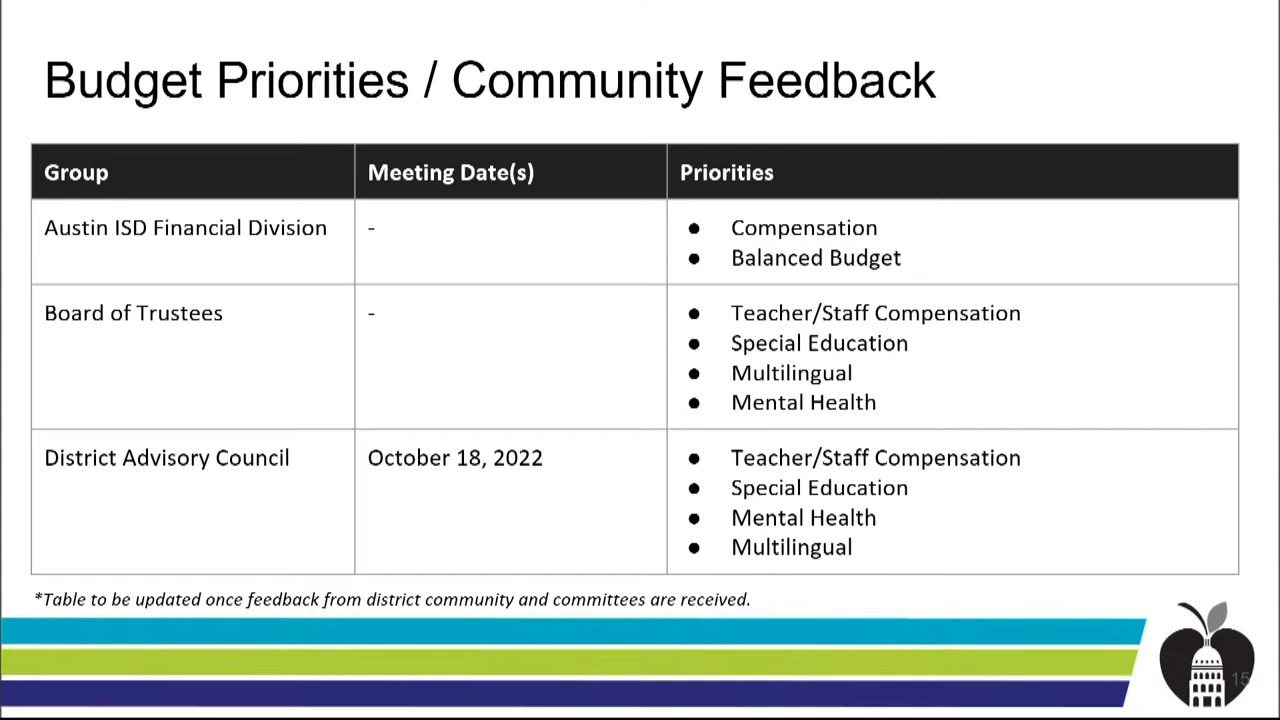 Budget Priorities / Community Feedback
Group Meeting Date(s) Priorities
Austin ISD Financial Division - ● Compensation
● Balanced Budget
Board of Trustees - ● Teacher/Staff Compensation
● Special Education
● Multilingual
● Mental Health
District Advisory Council October 18, 2022 ● Teacher/Staff Compensation
● Special Education
● Mental Health
● Multilingual
*Table to be updated once feedback from district community and committees are received.
15